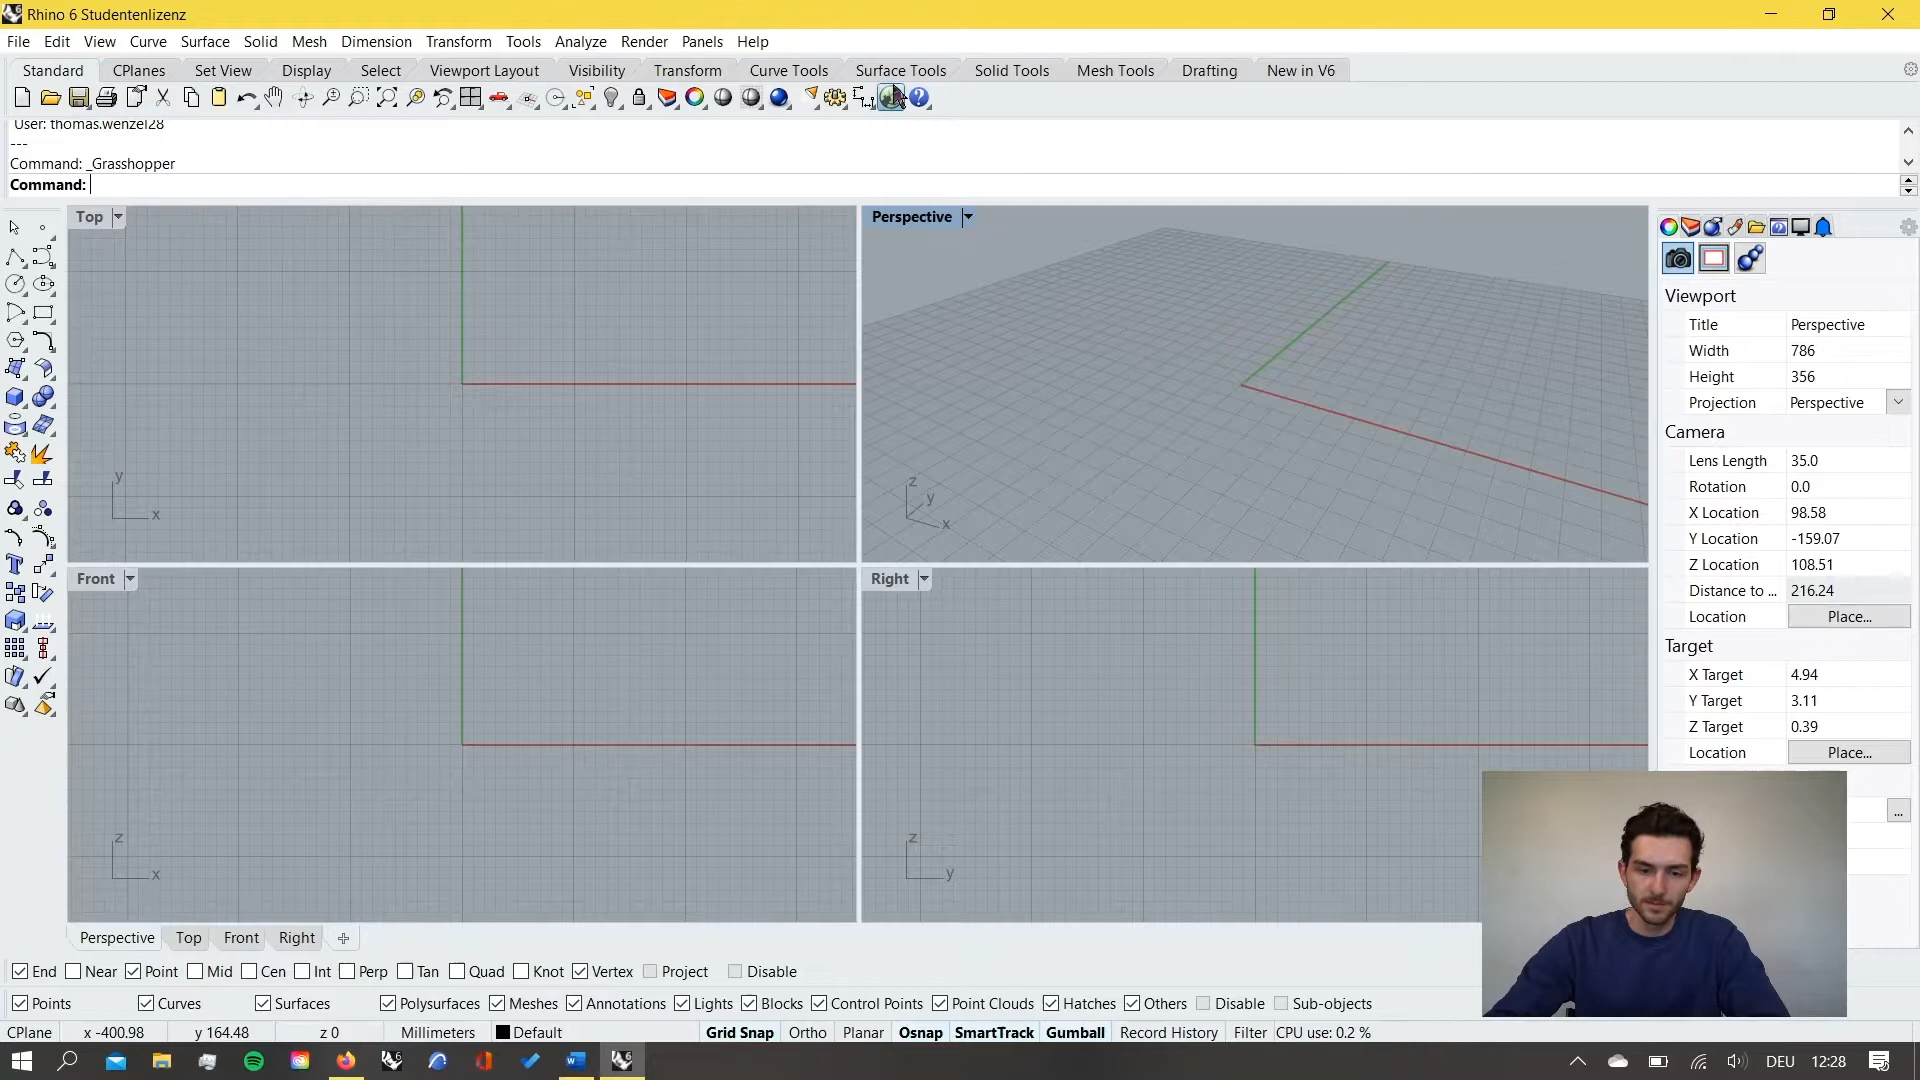 Rhino 6 Studentenlizenz
File Edit View Curve Surface Solid Mesh Dimension Transform Tools Analyze Render Panels Help
Standard CPlanes Set View Display Select Viewport Layout Visibility Transform Curve Tools Surface Tools Solid Tools Mesh Tools Drafting New in V6
User: thomas.wenzel28
---
Command: _Grasshopper
Command:
Top
Perspective
Viewport
Title Perspective
Width 786
Height 356
Projection Perspective
Camera
Lens Length 35.0
Rotation 0.0
X Location 98.58
Y Location -159.07
Z Location 108.51
Distance to ... 216.24
Location Place...
Target
X Target 4.94
Y Target 3.11
Z Target 0.39
Location Place...
...
y
x
z
y
x
Front
Right
z
x
z
y
Perspective Top Front Right
End Near Point Mid Cen Int Perp Tan Quad Knot Vertex Project Disable
Points Curves Surfaces Polysurfaces Meshes Annotations Lights Blocks Control Points Point Clouds Hatches Others Disable Sub-objects
CPlane x -400.98 y 164.48 z 0 Millimeters Default Grid Snap Ortho Planar Osnap SmartTrack Gumball Record History Filter CPU use: 0.2 %
DEU 12:28